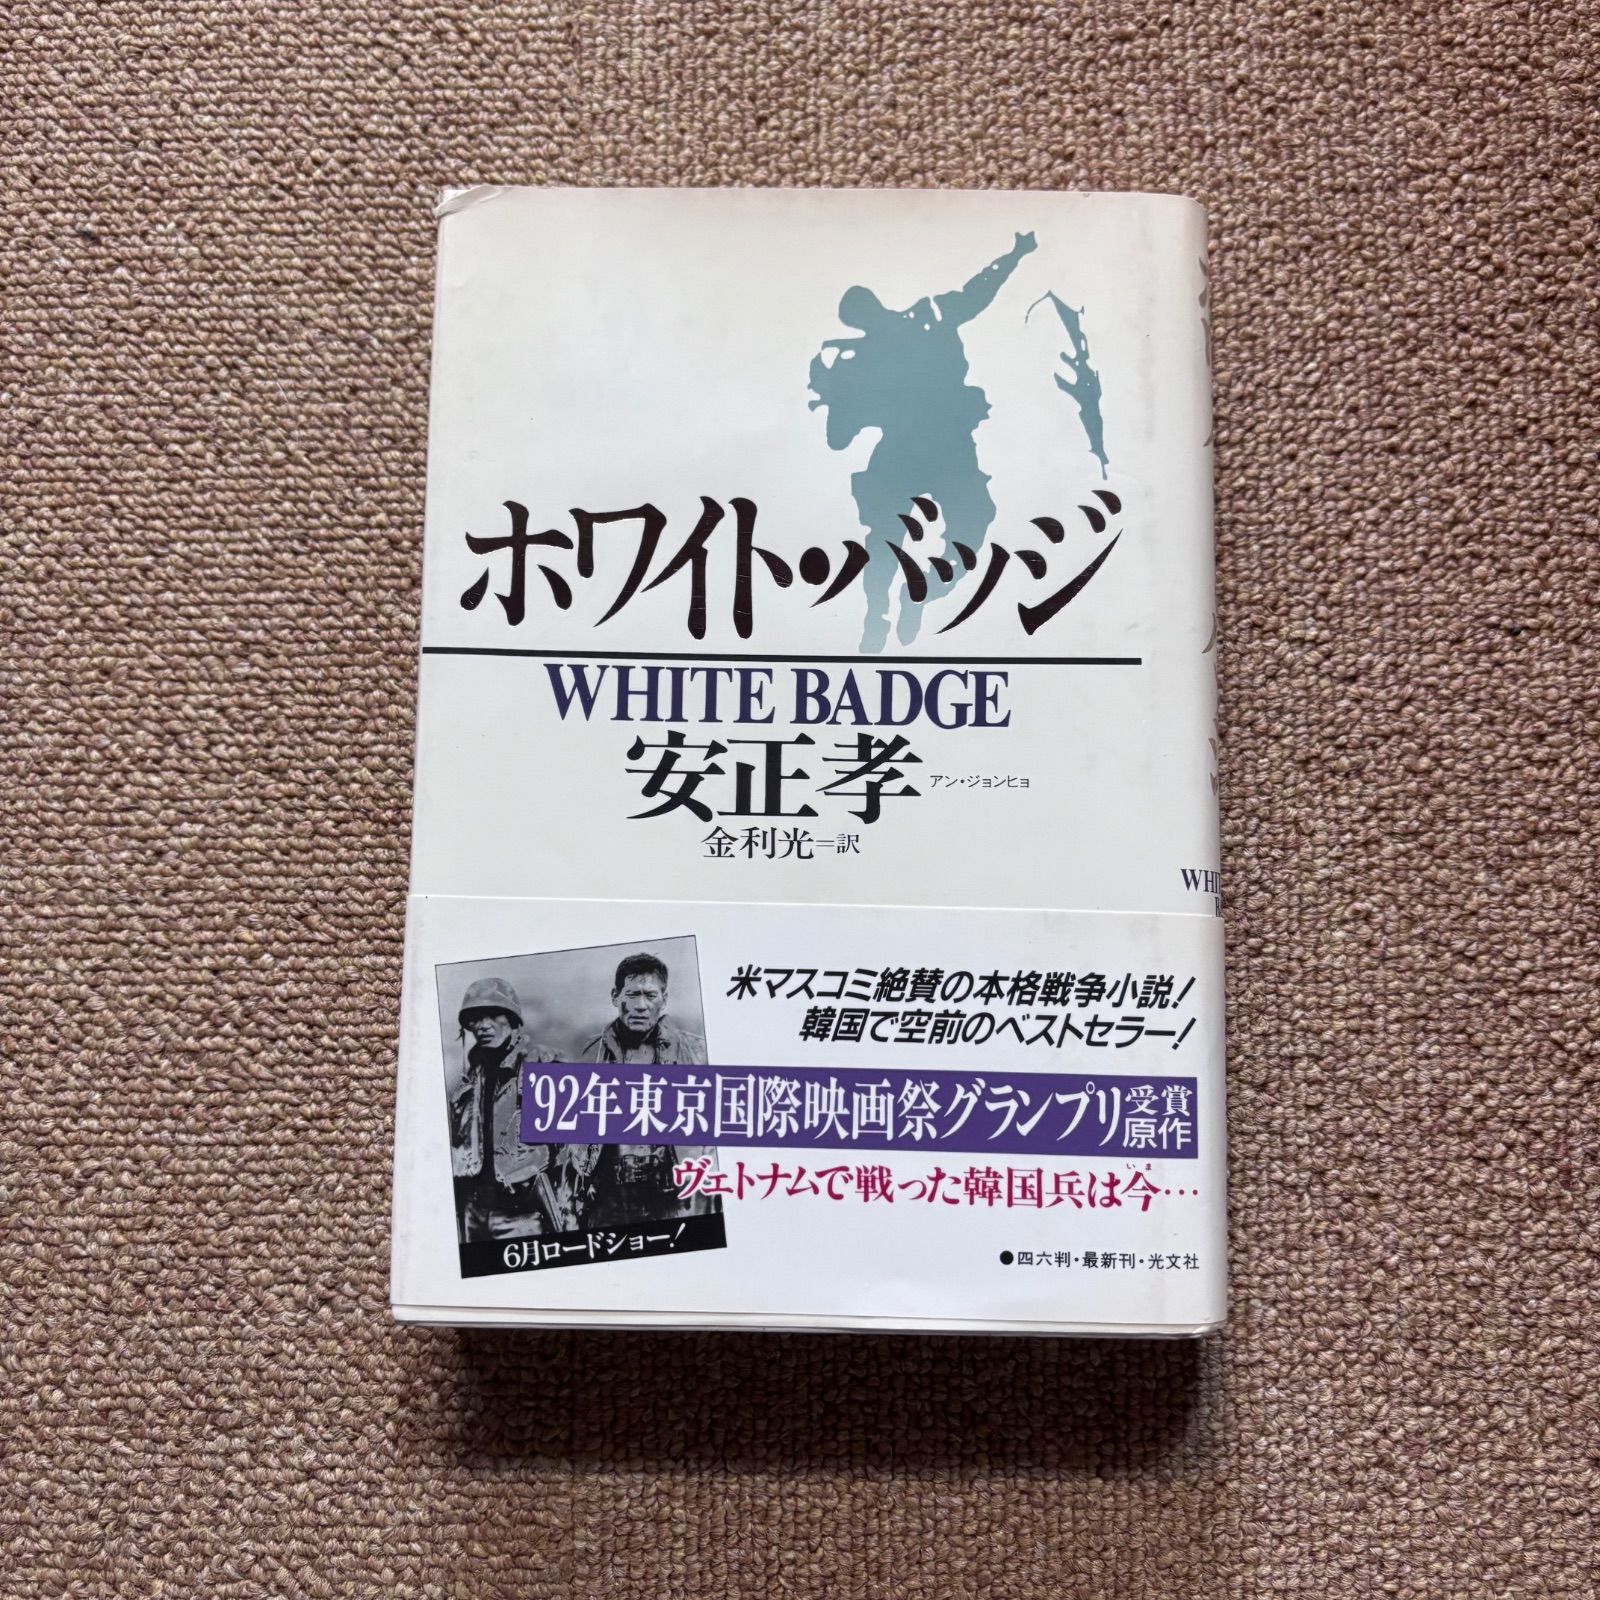 ホワイト・バッジ
WHITE BADGE
安正孝 アン・ジョンヒョ
金利光=訳
米マスコミ絶賛の本格戦争小説!
韓国で空前のベストセラー!
'92年東京国際映画祭グランプリ受賞原作
ヴェトナムで戦った韓国兵は今いま…
6月ロードショー!
●四六判・最新刊・光文社